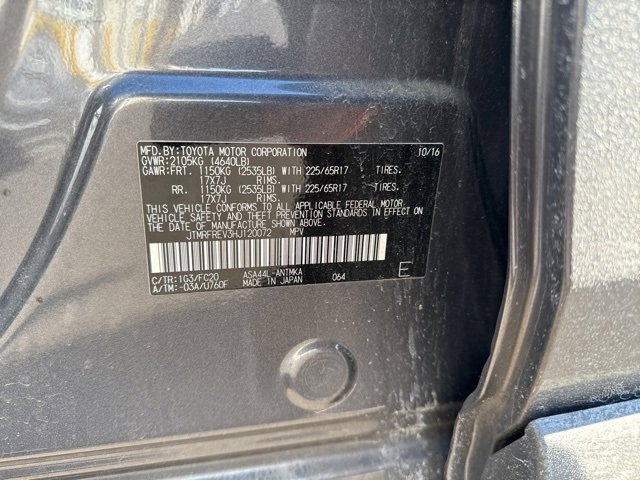 MFD. BY: TOYOTA MOTOR CORPORATION 10/16
GVWR: 2105KG (4640LB)
GAWR: FRT. 1150KG (2535LB) WITH 225/65R17 TIRES.
17X7J RIMS.
RR. 1150KG (2535LB) WITH 225/65R17 TIRES.
17X7J RIMS.
THIS VEHICLE CONFORMS TO ALL APPLICABLE FEDERAL MOTOR
VEHICLE SAFETY AND THEFT PREVENTION STANDARDS IN EFFECT
ON THE DATE OF MANUFACTURE SHOWN ABOVE.
JTMRFREV3HJ120072 MPV
C/TR: 1G3/FC20 ASA44L-ANTMKA 064 E
A/TM: -03A/U760F MADE IN JAPAN